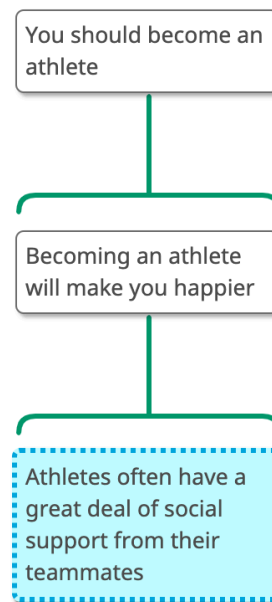 You should become an
athlete
Becoming an athlete
will make you happier
Athletes often have a
great deal of social
support from their
teammates